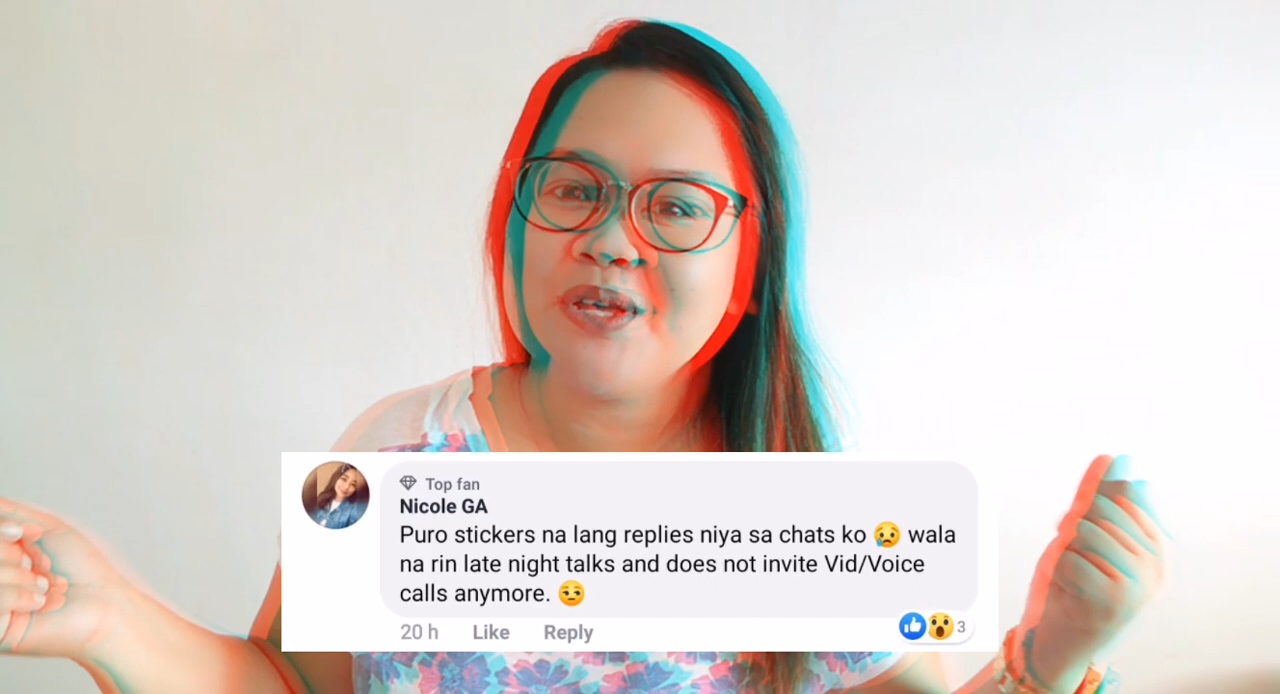 Top fan
Nicole GA
Puro stickers na lang replies niya sa chats ko 😢 wala
na rin late night talks and does not invite Vid/Voice
calls anymore. 😒
20 h Like Reply 3